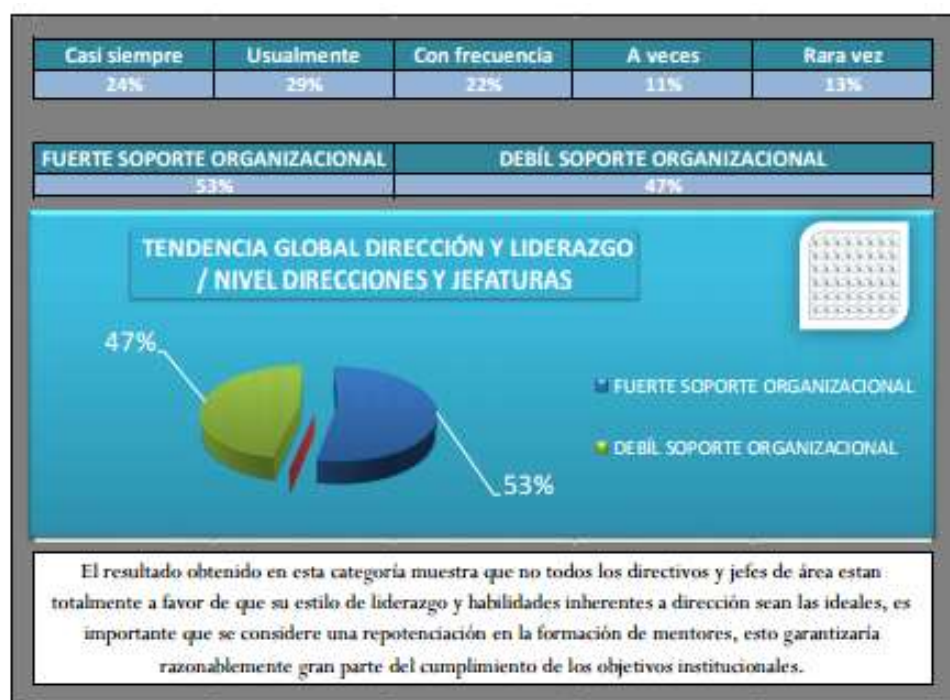 Casi siempre Usualmente Con frecuencia A veces Rara vez
24% 29% 22% 11% 13%
FUERTE SOPORTE ORGANIZACIONAL DEBÍL SOPORTE ORGANIZACIONAL
53% 47%
TENDENCIA GLOBAL DIRECCIÓN Y LIDERAZGO
/ NIVEL DIRECCIONES Y JEFATURAS
47%
FUERTE SOPORTE ORGANIZACIONAL
DEBÍL SOPORTE ORGANIZACIONAL
53%
El resultado obtenido en esta categoría muestra que no todos los directivos y jefes de área estan
totalmente a favor de que su estilo de liderazgo y habilidades inherentes a dirección sean las ideales, es
importante que se considere una repotenciación en la formación de mentores, esto garantizaría
razonablemente gran parte del cumplimiento de los objetivos institucionales.